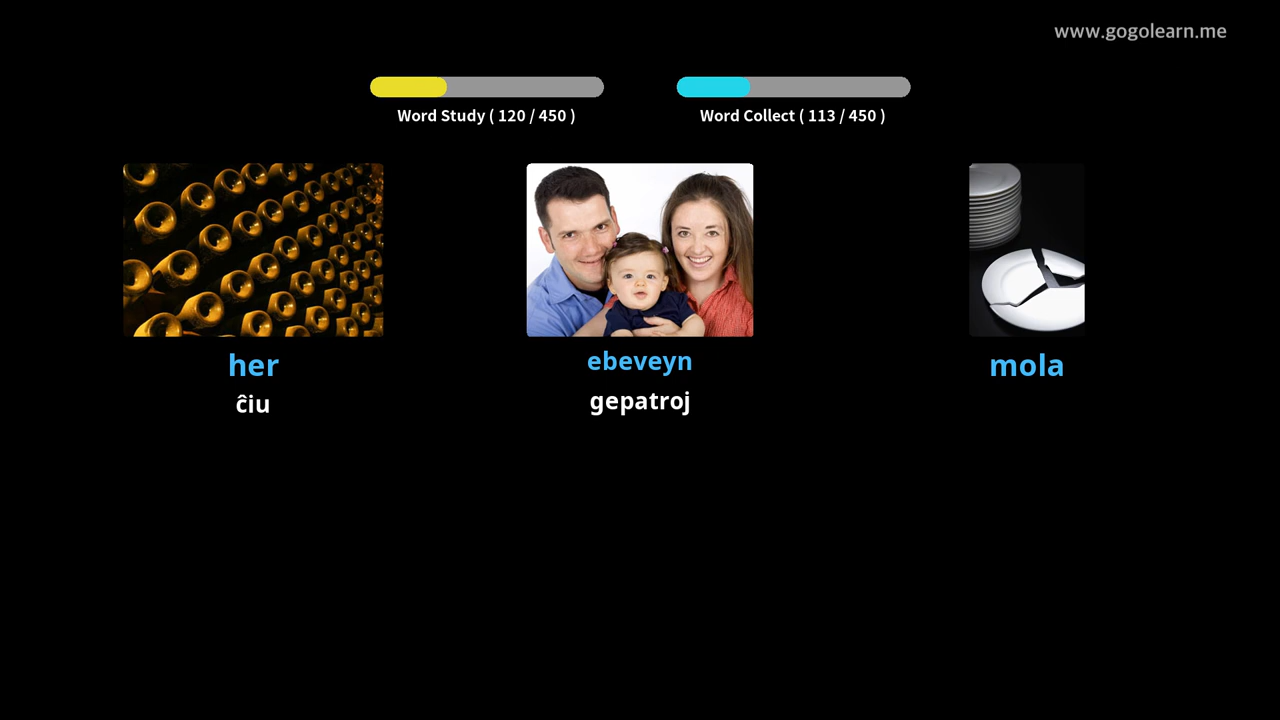 www.gogolearn.me
Word Study ( 120 / 450 )
Word Collect ( 113 / 450 )
her
ĉiu
ebeveyn
gepatroj
mola